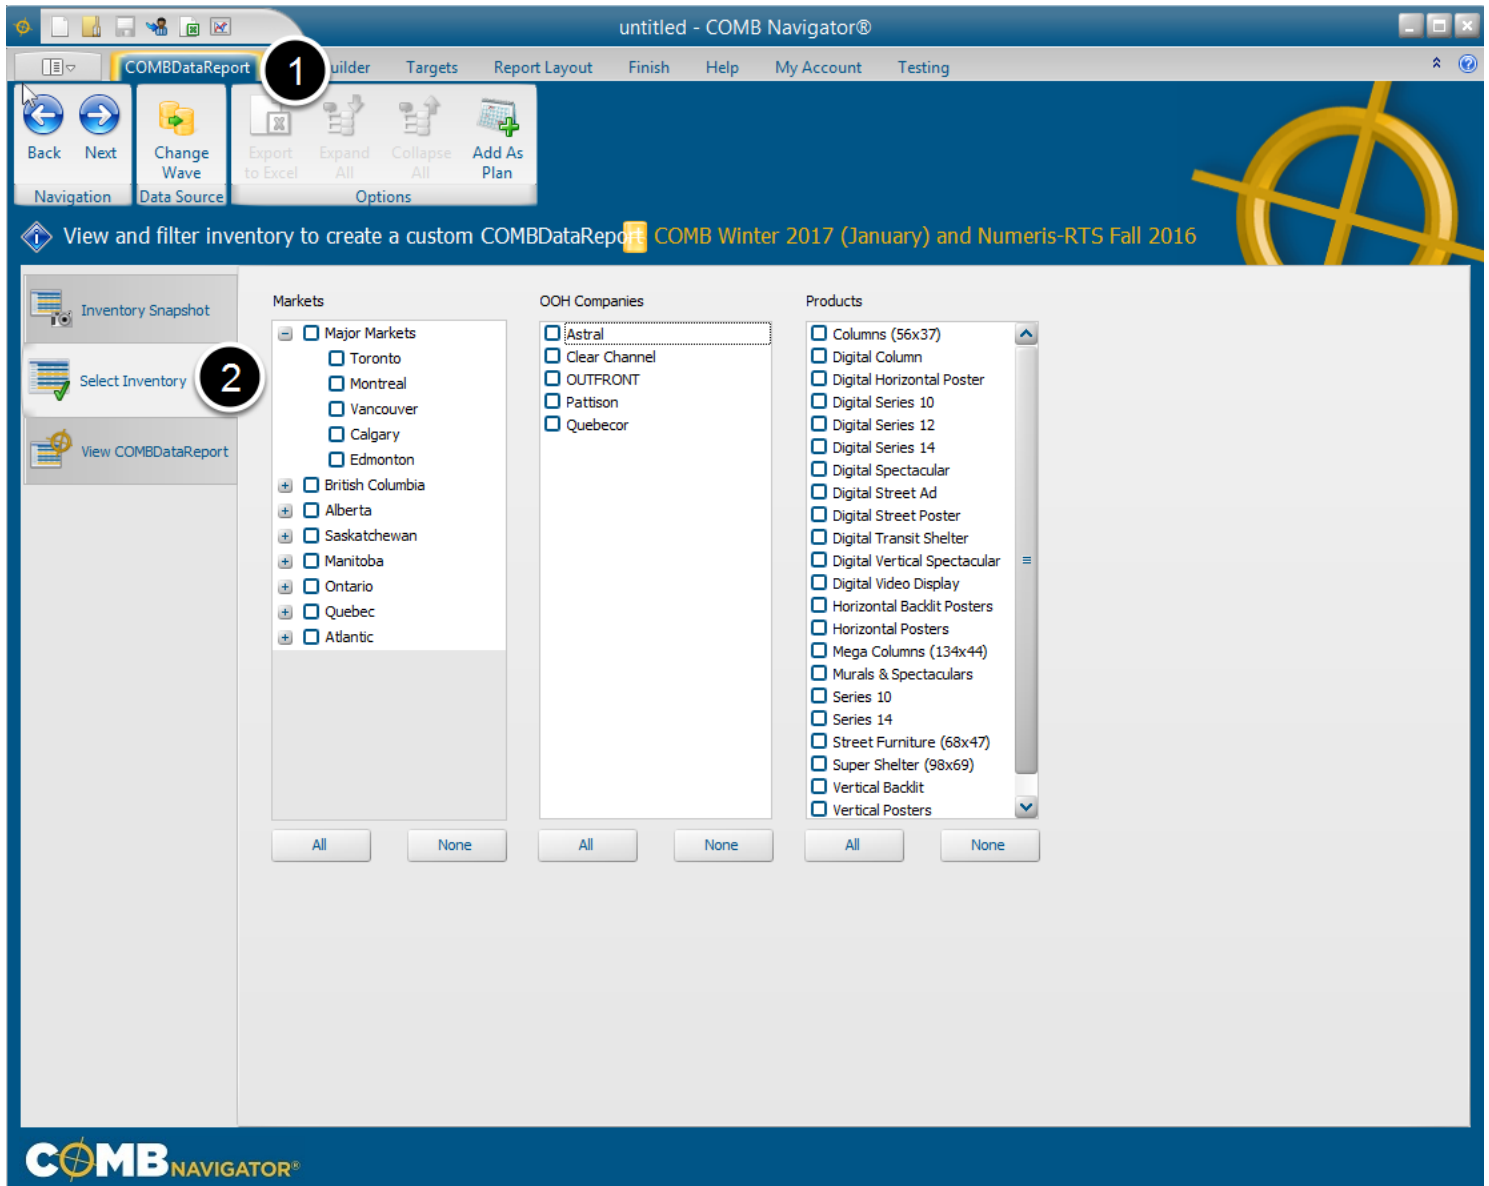 untitled - COMB Navigator®
COMBDataReport 1 uilder Targets Report Layout Finish Help My Account Testing
Back Next Change Wave Export to Excel Expand All Collapse All Add As Plan
Navigation Data Source Options
View and filter inventory to create a custom COMBDataReport COMB Winter 2017 (January) and Numeris-RTS Fall 2016
Inventory Snapshot
Select Inventory 2
View COMBDataReport
Markets
Major Markets
Toronto
Montreal
Vancouver
Calgary
Edmonton
British Columbia
Alberta
Saskatchewan
Manitoba
Ontario
Quebec
Atlantic
All None
OOH Companies
Astral
Clear Channel
OUTFRONT
Pattison
Quebecor
All None
Products
Columns (56x37)
Digital Column
Digital Horizontal Poster
Digital Series 10
Digital Series 12
Digital Series 14
Digital Spectacular
Digital Street Ad
Digital Street Poster
Digital Transit Shelter
Digital Vertical Spectacular
Digital Video Display
Horizontal Backlit Posters
Horizontal Posters
Mega Columns (134x44)
Murals & Spectaculars
Series 10
Series 14
Street Furniture (68x47)
Super Shelter (98x69)
Vertical Backlit
Vertical Posters
All None
COMB NAVIGATOR®